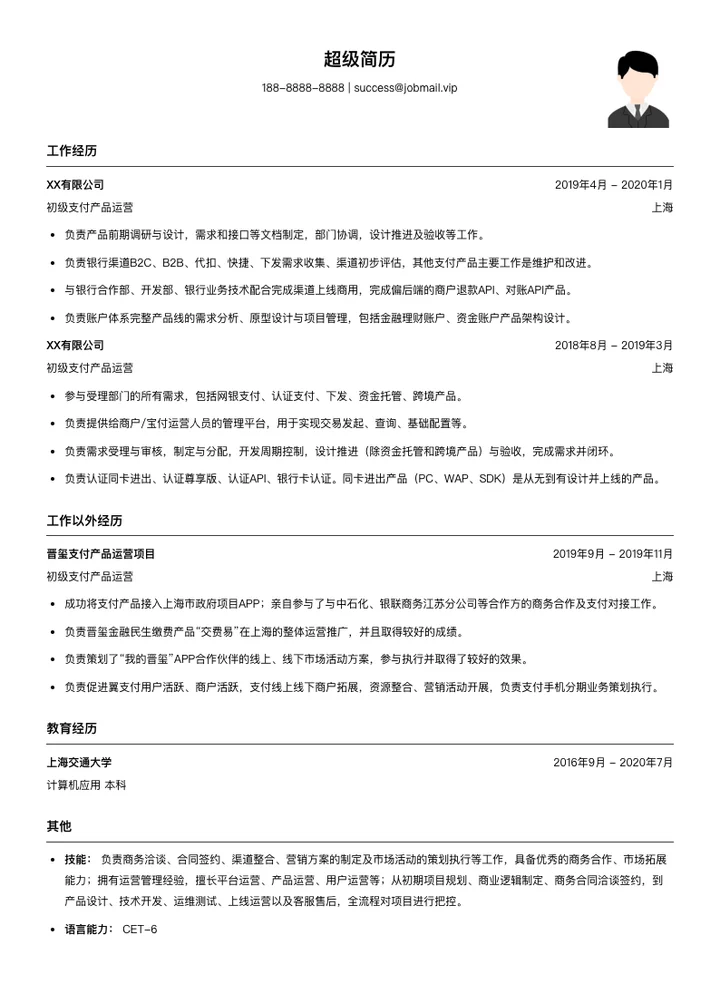 超级简历
188-8888-8888 | success@jobmail.vip
工作经历
XX有限公司 2019年4月 – 2020年1月
初级支付产品运营 上海
• 负责产品前期调研与设计，需求和接口等文档制定，部门协调，设计推进及验收等工作。
• 负责银行渠道B2C、B2B、代扣、快捷、下发需求收集、渠道初步评估，其他支付产品主要工作是维护和改进。
• 与银行合作部、开发部、银行业务技术配合完成渠道上线商用，完成偏后端的商户退款API、对账API产品。
• 负责账户体系完整产品线的需求分析、原型设计与项目管理，包括金融理财账户、资金账户产品架构设计。
XX有限公司 2018年8月 – 2019年3月
初级支付产品运营 上海
• 参与受理部门的所有需求，包括网银支付、认证支付、下发、资金托管、跨境产品。
• 负责提供给商户/宝付运营人员的管理平台，用于实现交易发起、查询、基础配置等。
• 负责需求受理与审核，制定与分配，开发周期控制，设计推进（除资金托管和跨境产品）与验收，完成需求并闭环。
• 负责认证同卡进出、认证尊享版、认证API、银行卡认证。同卡进出产品（PC、WAP、SDK）是从无到有设计并上线的产品。
工作以外经历
晋玺支付产品运营项目 2019年9月 – 2019年11月
初级支付产品运营 上海
• 成功将支付产品接入上海市政府项目APP；亲自参与了与中石化、银联商务江苏分公司等合作方的商务合作及支付对接工作。
• 负责晋玺金融民生缴费产品“交费易”在上海的整体运营推广，并且取得较好的成绩。
• 负责策划了“我的晋玺”APP合作伙伴的线上、线下市场活动方案，参与执行并取得了较好的效果。
• 负责促进翼支付用户活跃、商户活跃，支付线上线下商户拓展，资源整合、营销活动开展，负责支付手机分期业务策划执行。
教育经历
上海交通大学 2016年9月 – 2020年7月
计算机应用 本科
其他
• 技能： 负责商务洽谈、合同签约、渠道整合、营销方案的制定及市场活动的策划执行等工作，具备优秀的商务合作、市场拓展
能力；拥有运营管理经验，擅长平台运营、产品运营、用户运营等；从初期项目规划、商业逻辑制定、商务合同洽谈签约，到
产品设计、技术开发、运维测试、上线运营以及客服售后，全流程对项目进行把控。
• 语言能力： CET-6